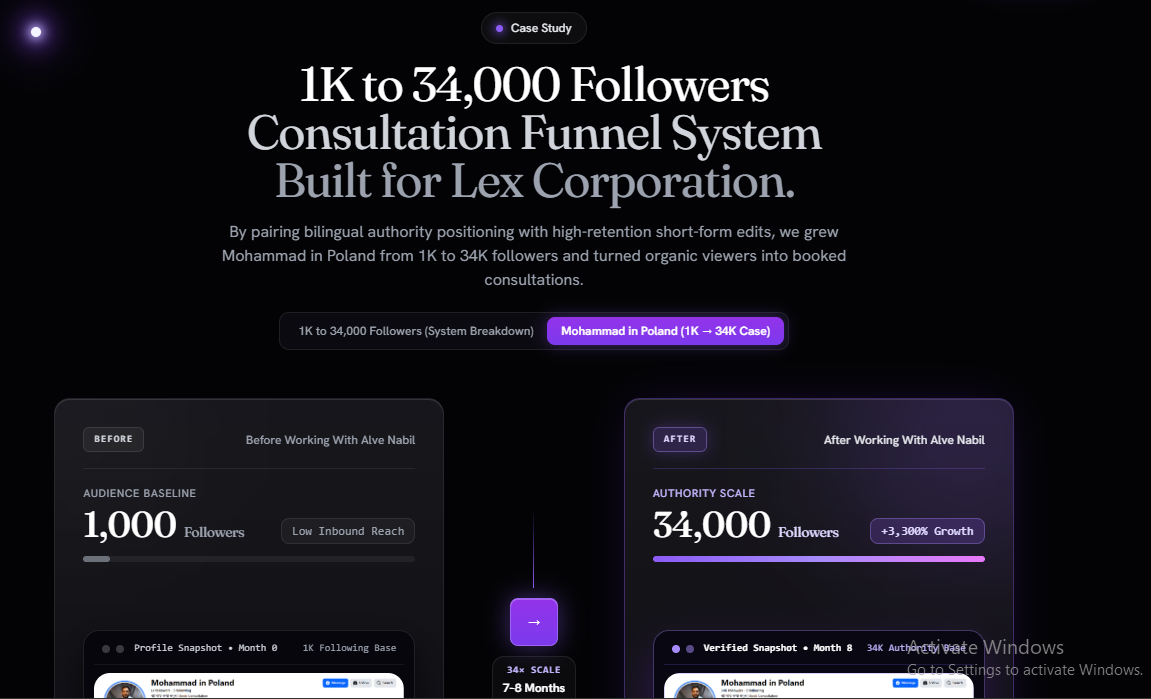 Case Study
1K to 34,000 Followers
Consultation Funnel System
Built for Lex Corporation.
By pairing bilingual authority positioning with high-retention short-form edits, we grew
Mohammad in Poland from 1K to 34K followers and turned organic viewers into booked
consultations.
1K to 34,000 Followers (System Breakdown)
Mohammad in Poland (1K → 34K Case)
BEFORE
Before Working With Alve Nabil
AUDIENCE BASELINE
1,000 Followers
Low Inbound Reach
Profile Snapshot • Month 0
1K Following Base
Mohammad in Poland
→
34× SCALE
7-8 Months
AFTER
After Working With Alve Nabil
AUTHORITY SCALE
34,000 Followers
+3,300% Growth
Verified Snapshot • Month 8
34K Authority Base
Mohammad in Poland
Activate Windows
Go to Settings to activate Windows.